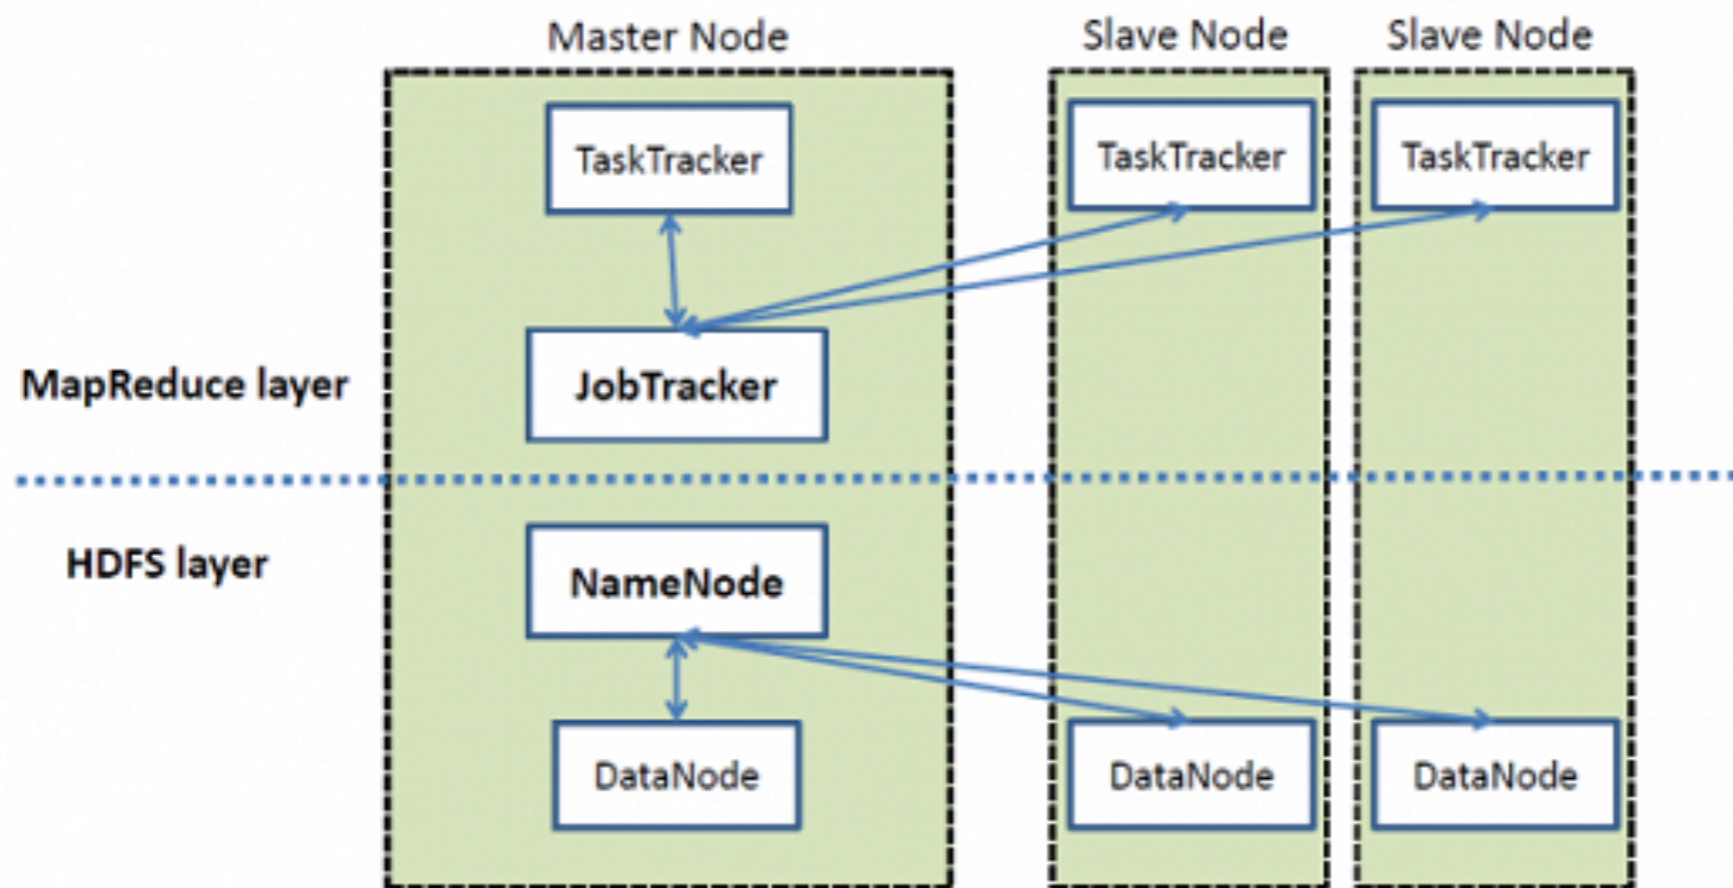 Master Node
Slave Node
Slave Node
TaskTracker
TaskTracker
TaskTracker
MapReduce layer
JobTracker
HDFS layer
NameNode
DataNode
DataNode
DataNode